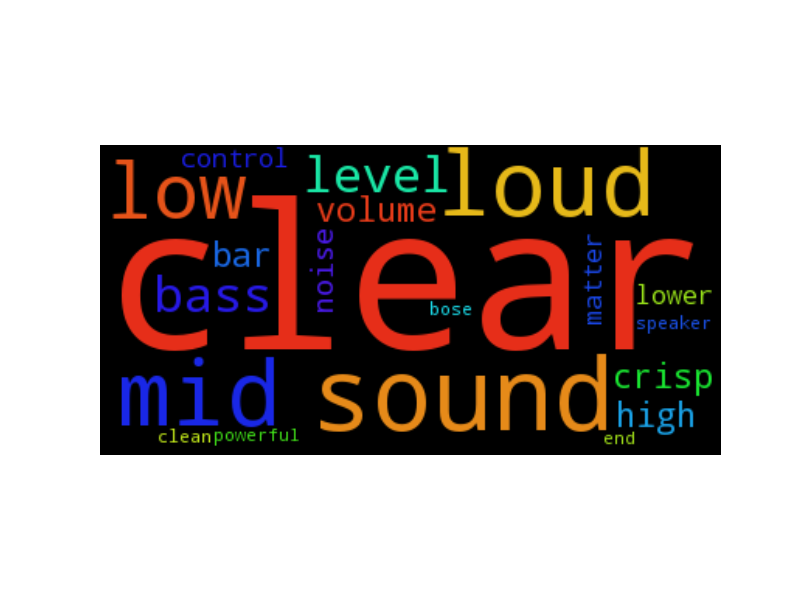 control
level
loud
low
volume
clear
bar
noise
matter
bass
lower
bose
speaker
mid
sound
crisp
high
clean
powerful
end